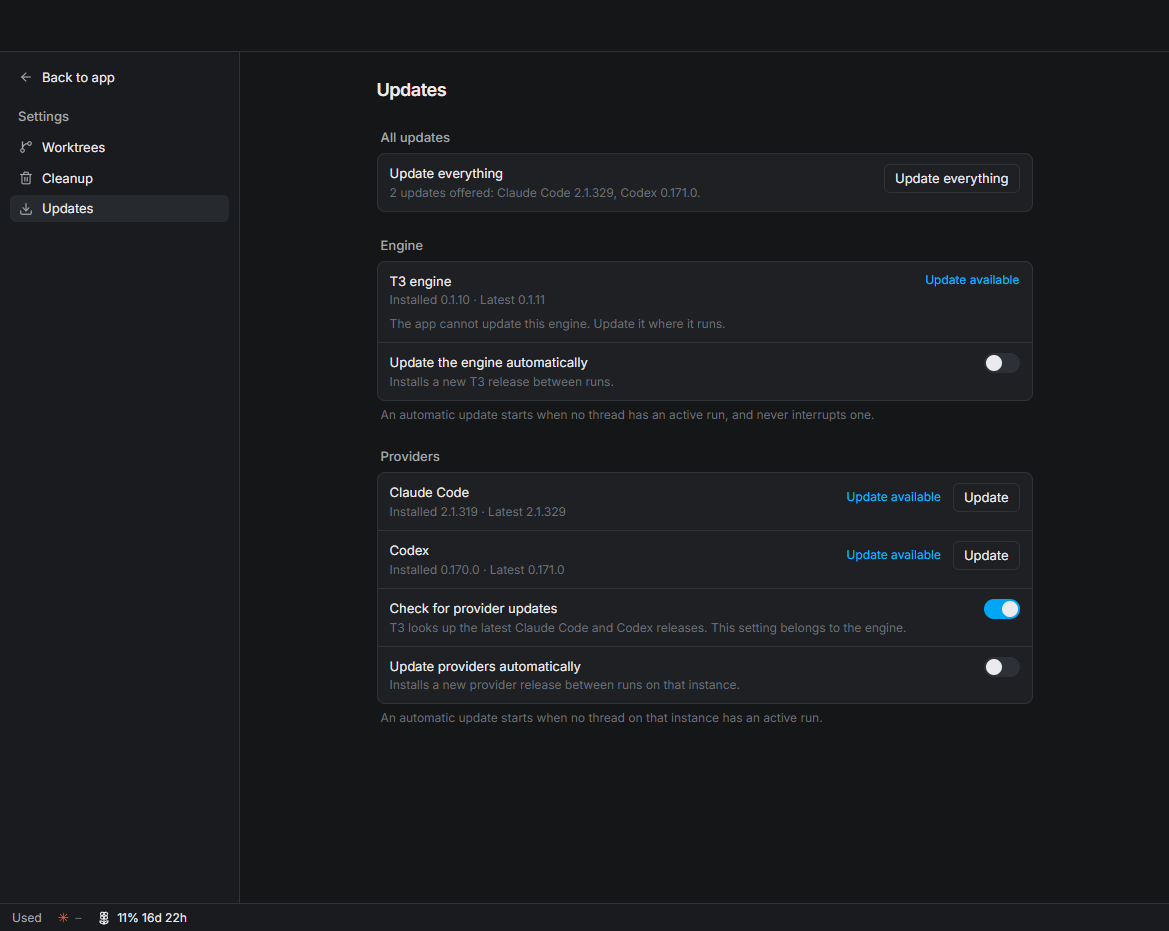 Back to app
Settings
Worktrees
Cleanup
Updates
Updates
All updates
Update everything
2 updates offered: Claude Code 2.1.329, Codex 0.171.0.
Update everything
Engine
T3 engine
Update available
Installed 0.1.10 · Latest 0.1.11
The app cannot update this engine. Update it where it runs.
Update the engine automatically
Installs a new T3 release between runs.
An automatic update starts when no thread has an active run, and never interrupts one.
Providers
Claude Code
Installed 2.1.319 · Latest 2.1.329
Update available
Update
Codex
Installed 0.170.0 · Latest 0.171.0
Update available
Update
Check for provider updates
T3 looks up the latest Claude Code and Codex releases. This setting belongs to the engine.
Update providers automatically
Installs a new provider release between runs on that instance.
An automatic update starts when no thread on that instance has an active run.
Used – 11% 16d 22h